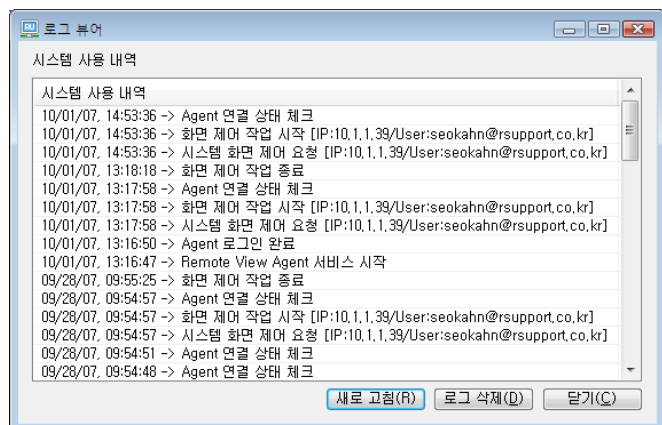 로그 뷰어
시스템 사용 내역
시스템 사용 내역
10/01/07, 14:53:36 -> Agent 연결 상태 체크
10/01/07, 14:53:36 -> 화면 제어 작업 시작 [IP:10,1,1,39/User:seokahn@rsupport,co,kr]
10/01/07, 14:53:36 -> 시스템 화면 제어 요청 [IP:10,1,1,39/User:seokahn@rsupport,co,kr]
10/01/07, 13:18:18 -> 화면 제어 작업 종료
10/01/07, 13:17:58 -> Agent 연결 상태 체크
10/01/07, 13:17:58 -> 화면 제어 작업 시작 [IP:10,1,1,39/User:seokahn@rsupport,co,kr]
10/01/07, 13:17:58 -> 시스템 화면 제어 요청 [IP:10,1,1,39/User:seokahn@rsupport,co,kr]
10/01/07, 13:16:50 -> Agent 로그인 완료
10/01/07, 13:16:47 -> Remote View Agent 서비스 시작
09/28/07, 09:55:25 -> 화면 제어 작업 종료
09/28/07, 09:54:57 -> Agent 연결 상태 체크
09/28/07, 09:54:57 -> 화면 제어 작업 시작 [IP:10,1,1,39/User:seokahn@rsupport,co,kr]
09/28/07, 09:54:57 -> 시스템 화면 제어 요청 [IP:10,1,1,39/User:seokahn@rsupport,co,kr]
09/28/07, 09:54:51 -> Agent 연결 상태 체크
09/28/07, 09:54:48 -> Agent 연결 상태 체크
새로 고침(R) 로그 삭제(D) 닫기(C)